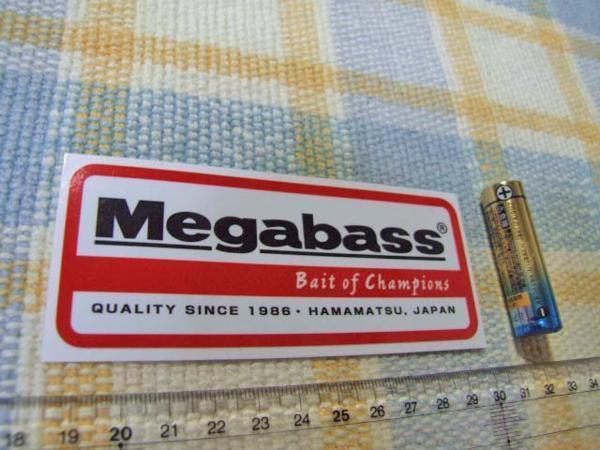 Megabass®
Bait of Champions
QUALITY SINCE 1986 • HAMAMATSU, JAPAN
18 19 20 21 22 23 24 25 26 27 28 29 30 31 32 33 34